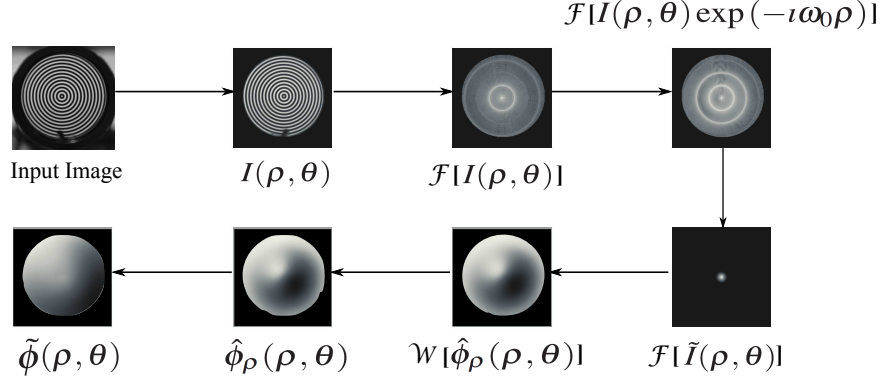 ℱ[I(ρ, θ) exp (−ιω₀ρ)]
Input Image
I(ρ, θ)
ℱ[I(ρ, θ)]
ϕ̃(ρ, θ)
ϕ̂ᵨ(ρ, θ)
𝒲[ϕ̂ᵨ(ρ, θ)]
ℱ[Ĩ(ρ, θ)]